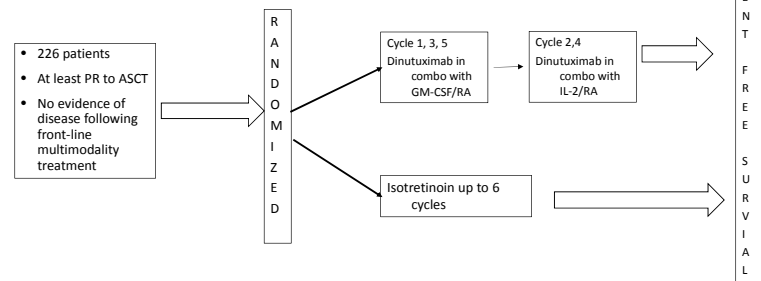 • 226 patients
• At least PR to ASCT
• No evidence of
disease following
front-line
multimodality
treatment
R
A
N
D
O
M
I
Z
E
D
Cycle 1, 3, 5
Dinutuximab in
combo with
GM-CSF/RA
Cycle 2,4
Dinutuximab in
combo with
IL-2/RA
Isotretinoin up to 6
cycles
N
T
F
R
E
E
S
U
R
V
I
A
L